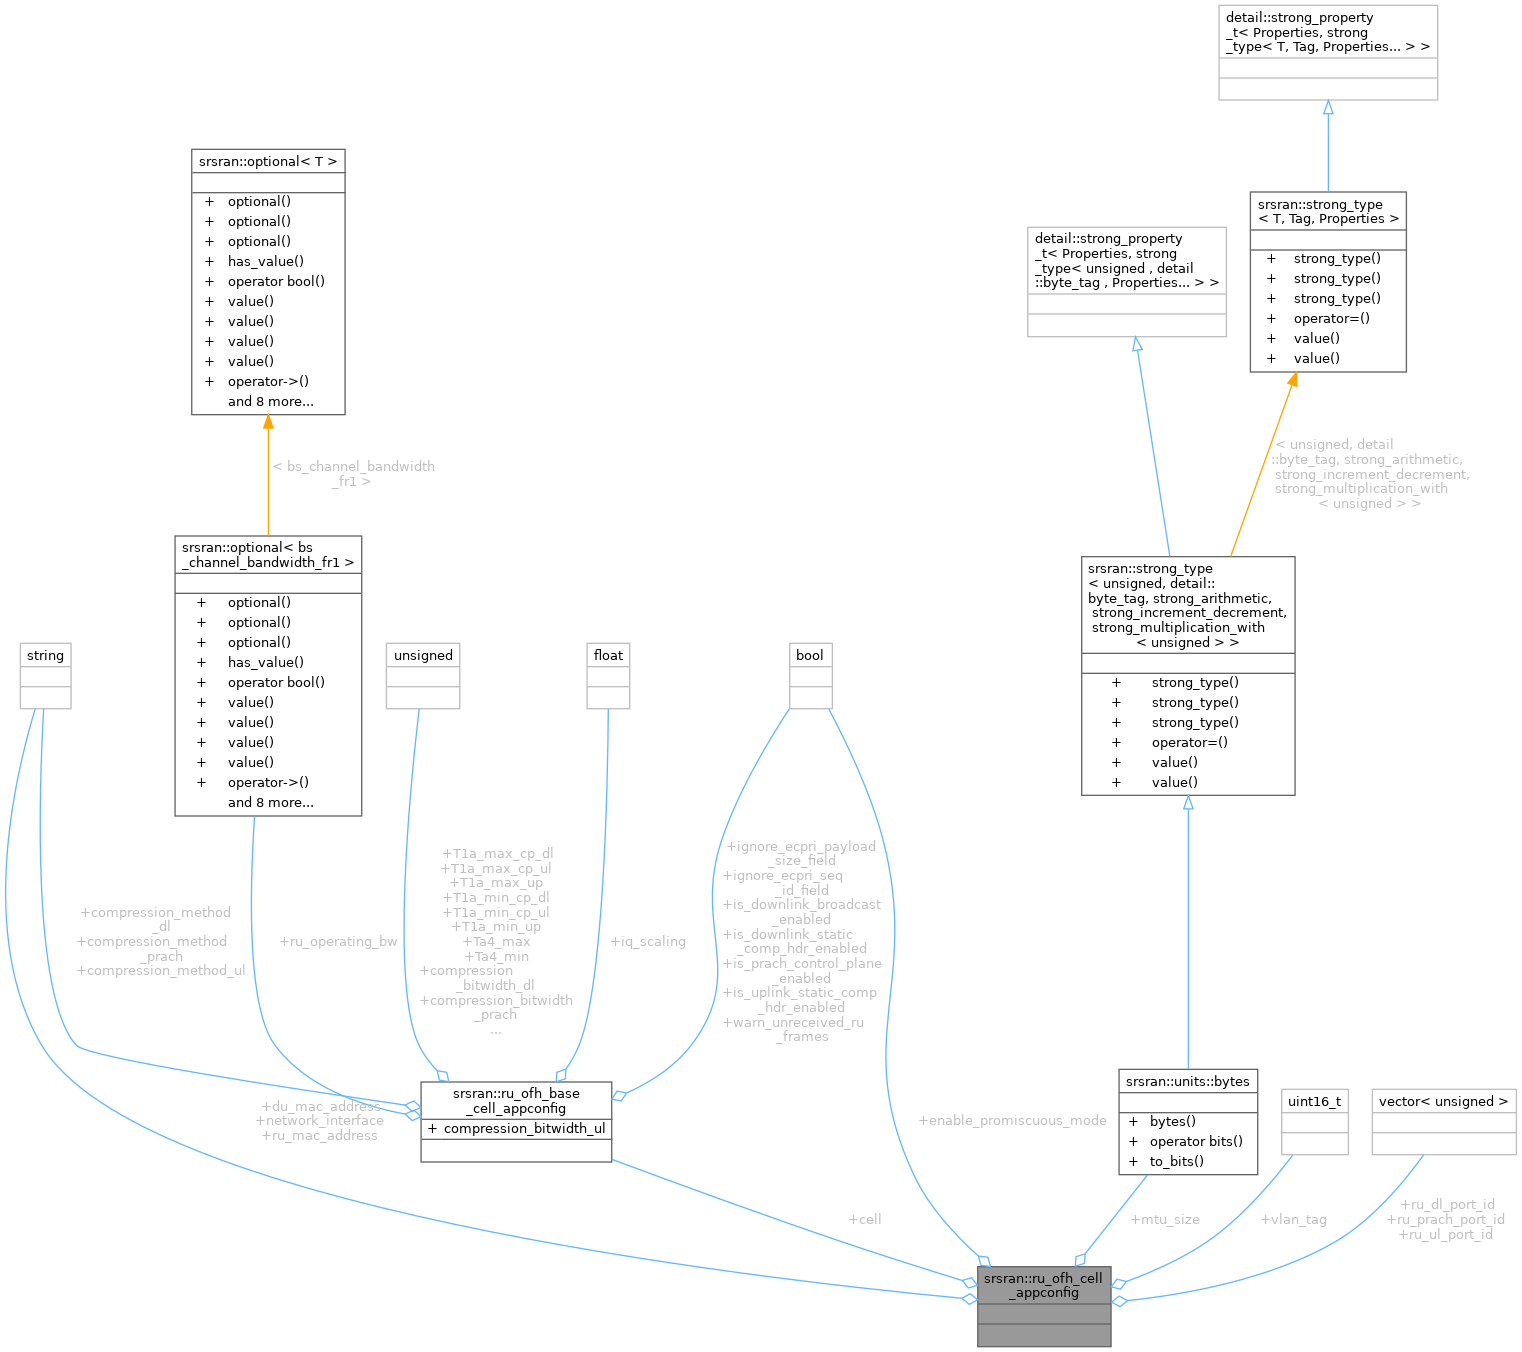 detail::strong_property
_t< Properties, strong
_type< T, Tag, Properties... > >
srsran::optional< T >
+ optional()
+ optional()
+ optional()
+ has_value()
+ operator bool()
+ value()
+ value()
+ value()
+ value()
+ operator->()
and 8 more...
srsran::strong_type
< T, Tag, Properties >
+ strong_type()
+ strong_type()
+ strong_type()
+ operator=()
+ value()
+ value()
detail::strong_property
_t< Properties, strong
_type< unsigned , detail
::byte_tag , Properties... > >
< bs_channel_bandwidth
_fr1 >
< unsigned, detail
::byte_tag, strong_arithmetic,
strong_increment_decrement,
strong_multiplication_with
< unsigned > >
srsran::optional< bs
_channel_bandwidth_fr1 >
+ optional()
+ optional()
+ optional()
+ has_value()
+ operator bool()
+ value()
+ value()
+ value()
+ value()
+ operator->()
and 8 more...
srsran::strong_type
< unsigned, detail::
byte_tag, strong_arithmetic,
strong_increment_decrement,
strong_multiplication_with
< unsigned > >
+ strong_type()
+ strong_type()
+ strong_type()
+ operator=()
+ value()
+ value()
string
unsigned
float
bool
+compression_method
_dl
+compression_method
_prach
+compression_method_ul
+ru_operating_bw
+T1a_max_cp_dl
+T1a_max_cp_ul
+T1a_max_up
+T1a_min_cp_dl
+T1a_min_cp_ul
+T1a_min_up
+Ta4_max
+Ta4_min
+compression
_bitwidth_dl
+compression_bitwidth
_prach
...
+iq_scaling
+ignore_ecpri_payload
_size_field
+ignore_ecpri_seq
_id_field
+is_downlink_broadcast
_enabled
+is_downlink_static
_comp_hdr_enabled
+is_prach_control_plane
_enabled
+is_uplink_static_comp
_hdr_enabled
+warn_unreceived_ru
_frames
srsran::ru_ofh_base
_cell_appconfig
+ compression_bitwidth_ul
+du_mac_address
+network_interface
+ru_mac_address
+enable_promiscuous_mode
srsran::units::bytes
+ bytes()
+ operator bits()
+ to_bits()
uint16_t
vector< unsigned >
+cell
+mtu_size
+vlan_tag
+ru_dl_port_id
+ru_prach_port_id
+ru_ul_port_id
srsran::ru_ofh_cell
_appconfig